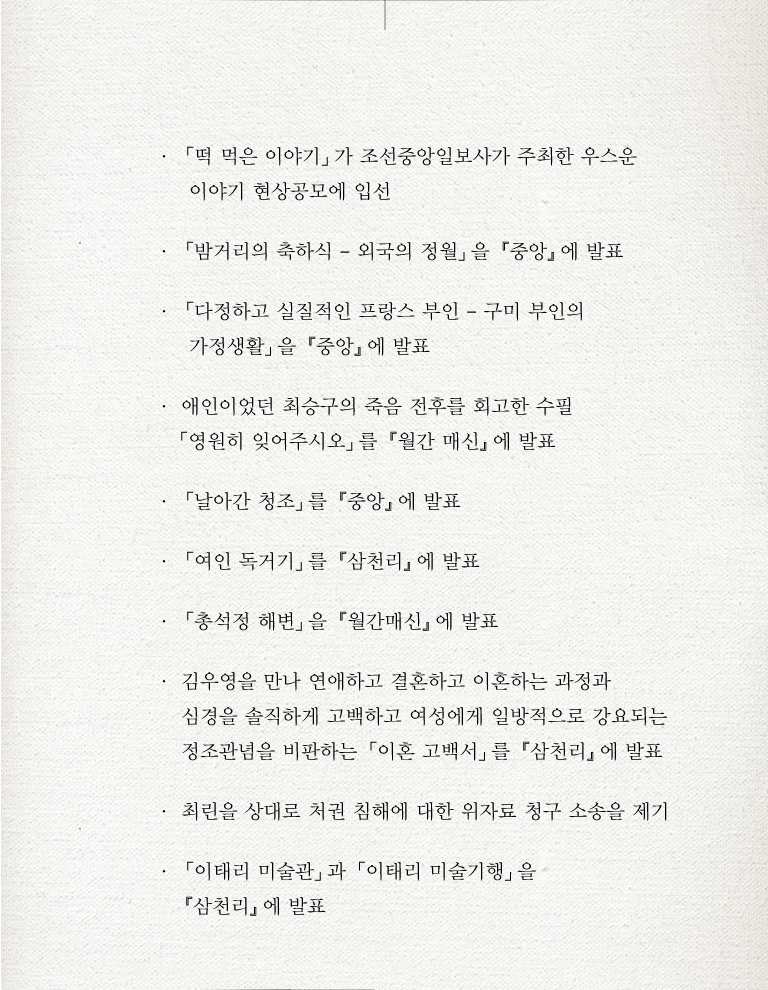 · 「떡 먹은 이야기」가 조선중앙일보사가 주최한 우스운
이야기 현상공모에 입선
· 「밤거리의 축하식 – 외국의 정월」을 『중앙』에 발표
· 「다정하고 실질적인 프랑스 부인 – 구미 부인의
가정생활」을 『중앙』에 발표
· 애인이었던 최승구의 죽음 전후를 회고한 수필
「영원히 잊어주시오」를 『월간 매신』에 발표
· 「날아간 청조」를 『중앙』에 발표
· 「여인 독거기」를 『삼천리』에 발표
· 「총석정 해변」을 『월간매신』에 발표
· 김우영을 만나 연애하고 결혼하고 이혼하는 과정과
심경을 솔직하게 고백하고 여성에게 일방적으로 강요되는
정조관념을 비판하는 「이혼 고백서」를 『삼천리』에 발표
· 최린을 상대로 처권 침해에 대한 위자료 청구 소송을 제기
· 「이태리 미술관」과 「이태리 미술기행」을
『삼천리』에 발표